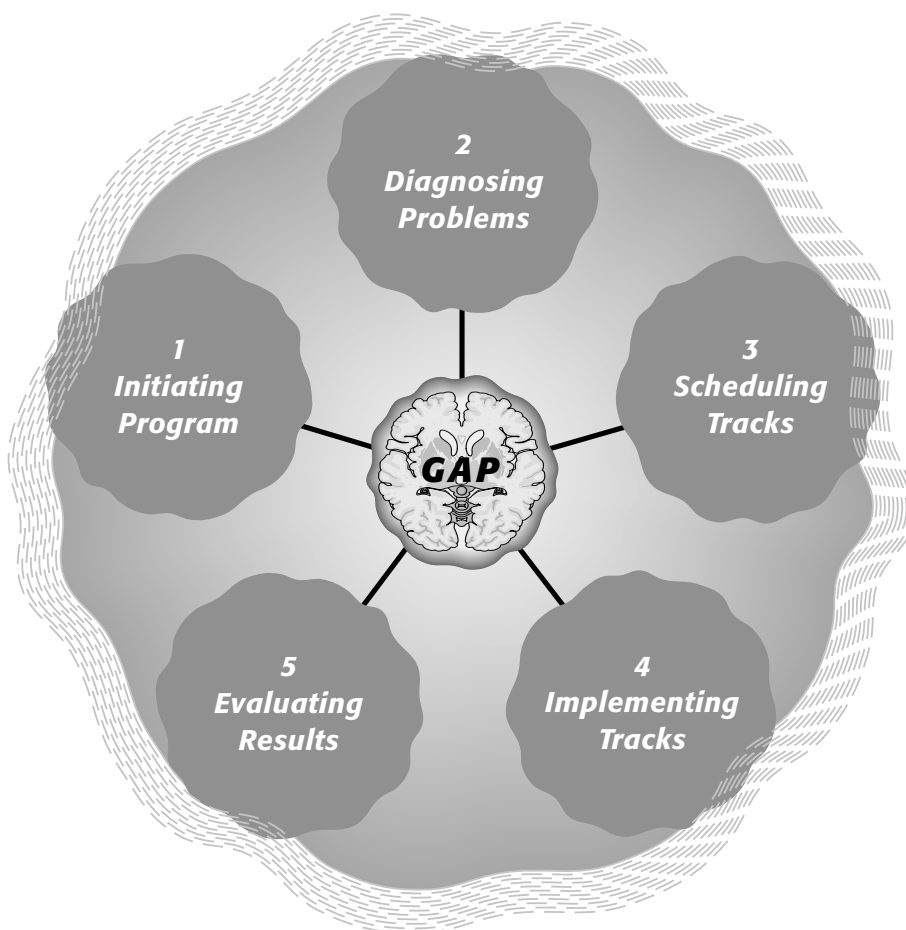 2
Diagnosing
Problems
1
Initiating
Program
3
Scheduling
Tracks
GAP
5
Evaluating
Results
4
Implementing
Tracks